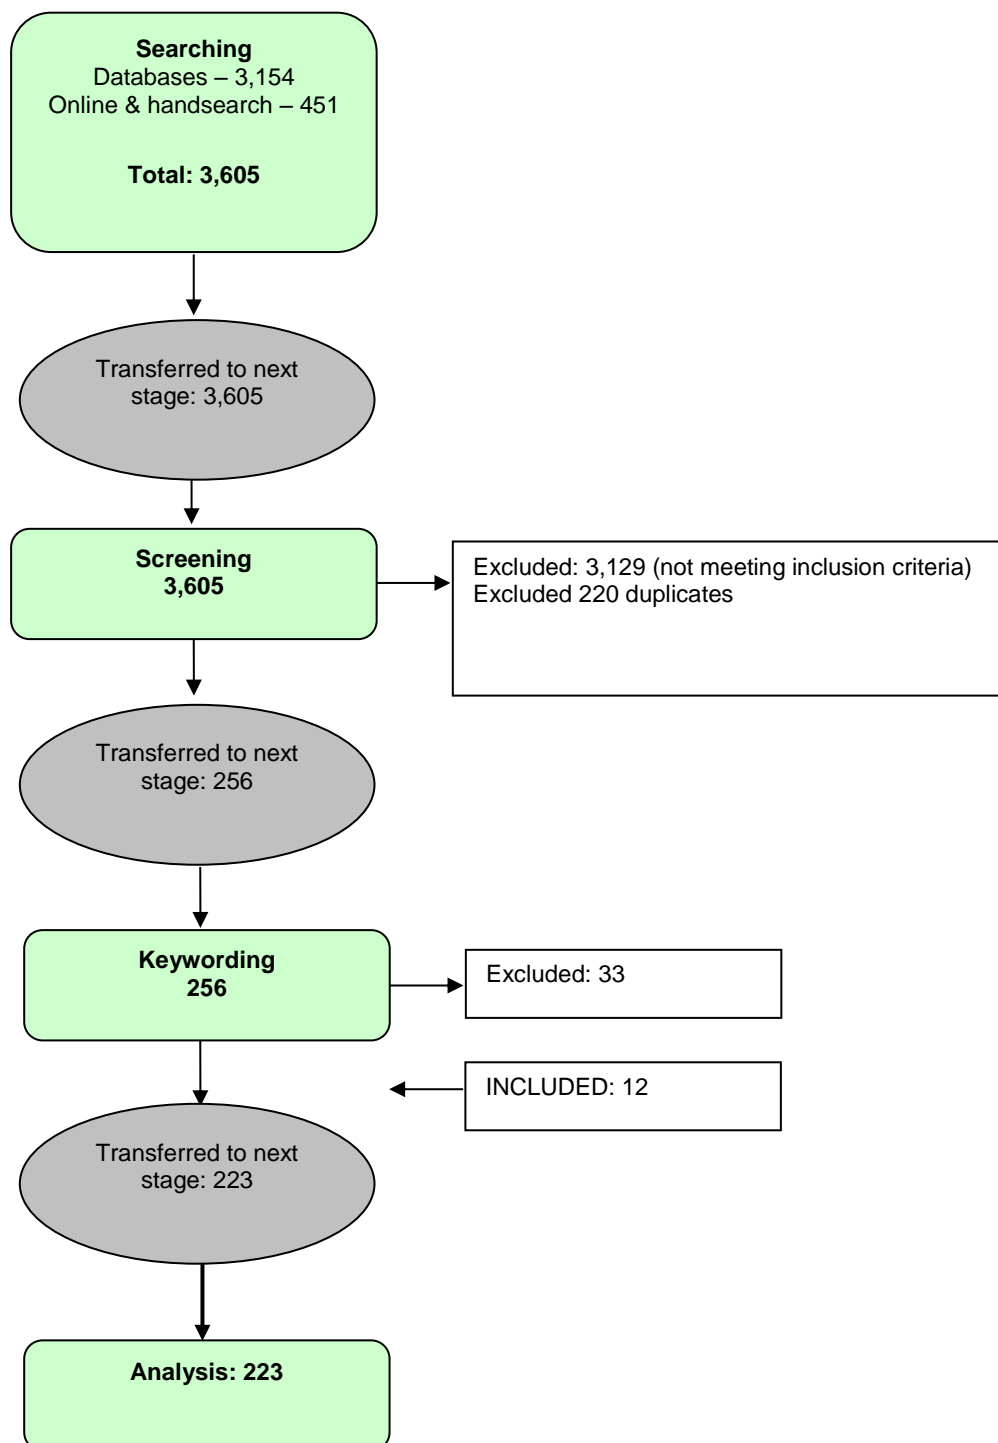 Searching
Databases – 3,154
Online & handsearch – 451
Total: 3,605
Transferred to next
stage: 3,605
Screening
3,605
Excluded: 3,129 (not meeting inclusion criteria)
Excluded 220 duplicates
Transferred to next
stage: 256
Keywording
256
Excluded: 33
INCLUDED: 12
Transferred to next
stage: 223
Analysis: 223